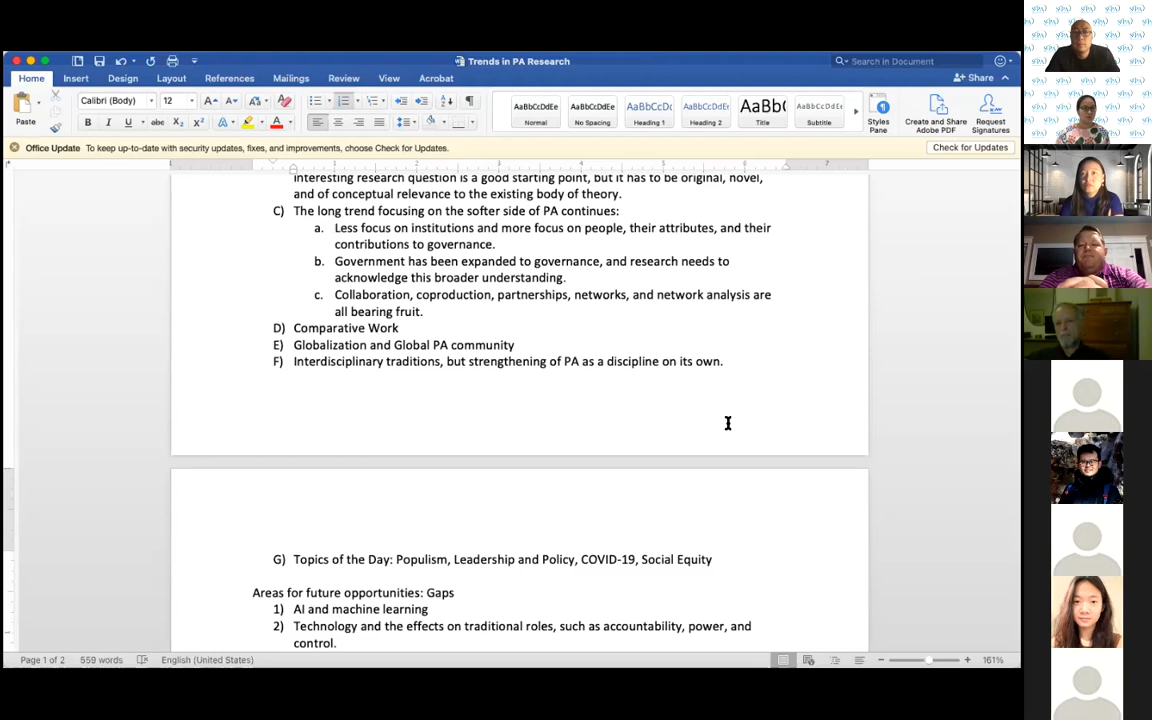 Trends in PA Research
Search in Document
Home Insert Design Layout References Mailings Review View Acrobat
Share
Paste
Calibri (Body) 12
AaBbCcDdEe AaBbCcDdEe AaBbCcDc AaBbCcDdEe AaBb( AaBbCcDdEe
B I U abc X₂ X² A A
Normal No Spacing Heading 1 Heading 2 Title Subtitle
Styles Pane
Create and Share Adobe PDF
Request Signatures
Office Update To keep up-to-date with security updates, fixes, and improvements, choose Check for Updates.
Check for Updates
interesting research question is a good starting point, but it has to be original, novel,
and of conceptual relevance to the existing body of theory.
C) The long trend focusing on the softer side of PA continues:
a. Less focus on institutions and more focus on people, their attributes, and their
contributions to governance.
b. Government has been expanded to governance, and research needs to
acknowledge this broader understanding.
c. Collaboration, coproduction, partnerships, networks, and network analysis are
all bearing fruit.
D) Comparative Work
E) Globalization and Global PA community
F) Interdisciplinary traditions, but strengthening of PA as a discipline on its own.
G) Topics of the Day: Populism, Leadership and Policy, COVID-19, Social Equity
Areas for future opportunities: Gaps
1) AI and machine learning
2) Technology and the effects on traditional roles, such as accountability, power, and
control.
Page 1 of 2 559 words English (United States) 161%